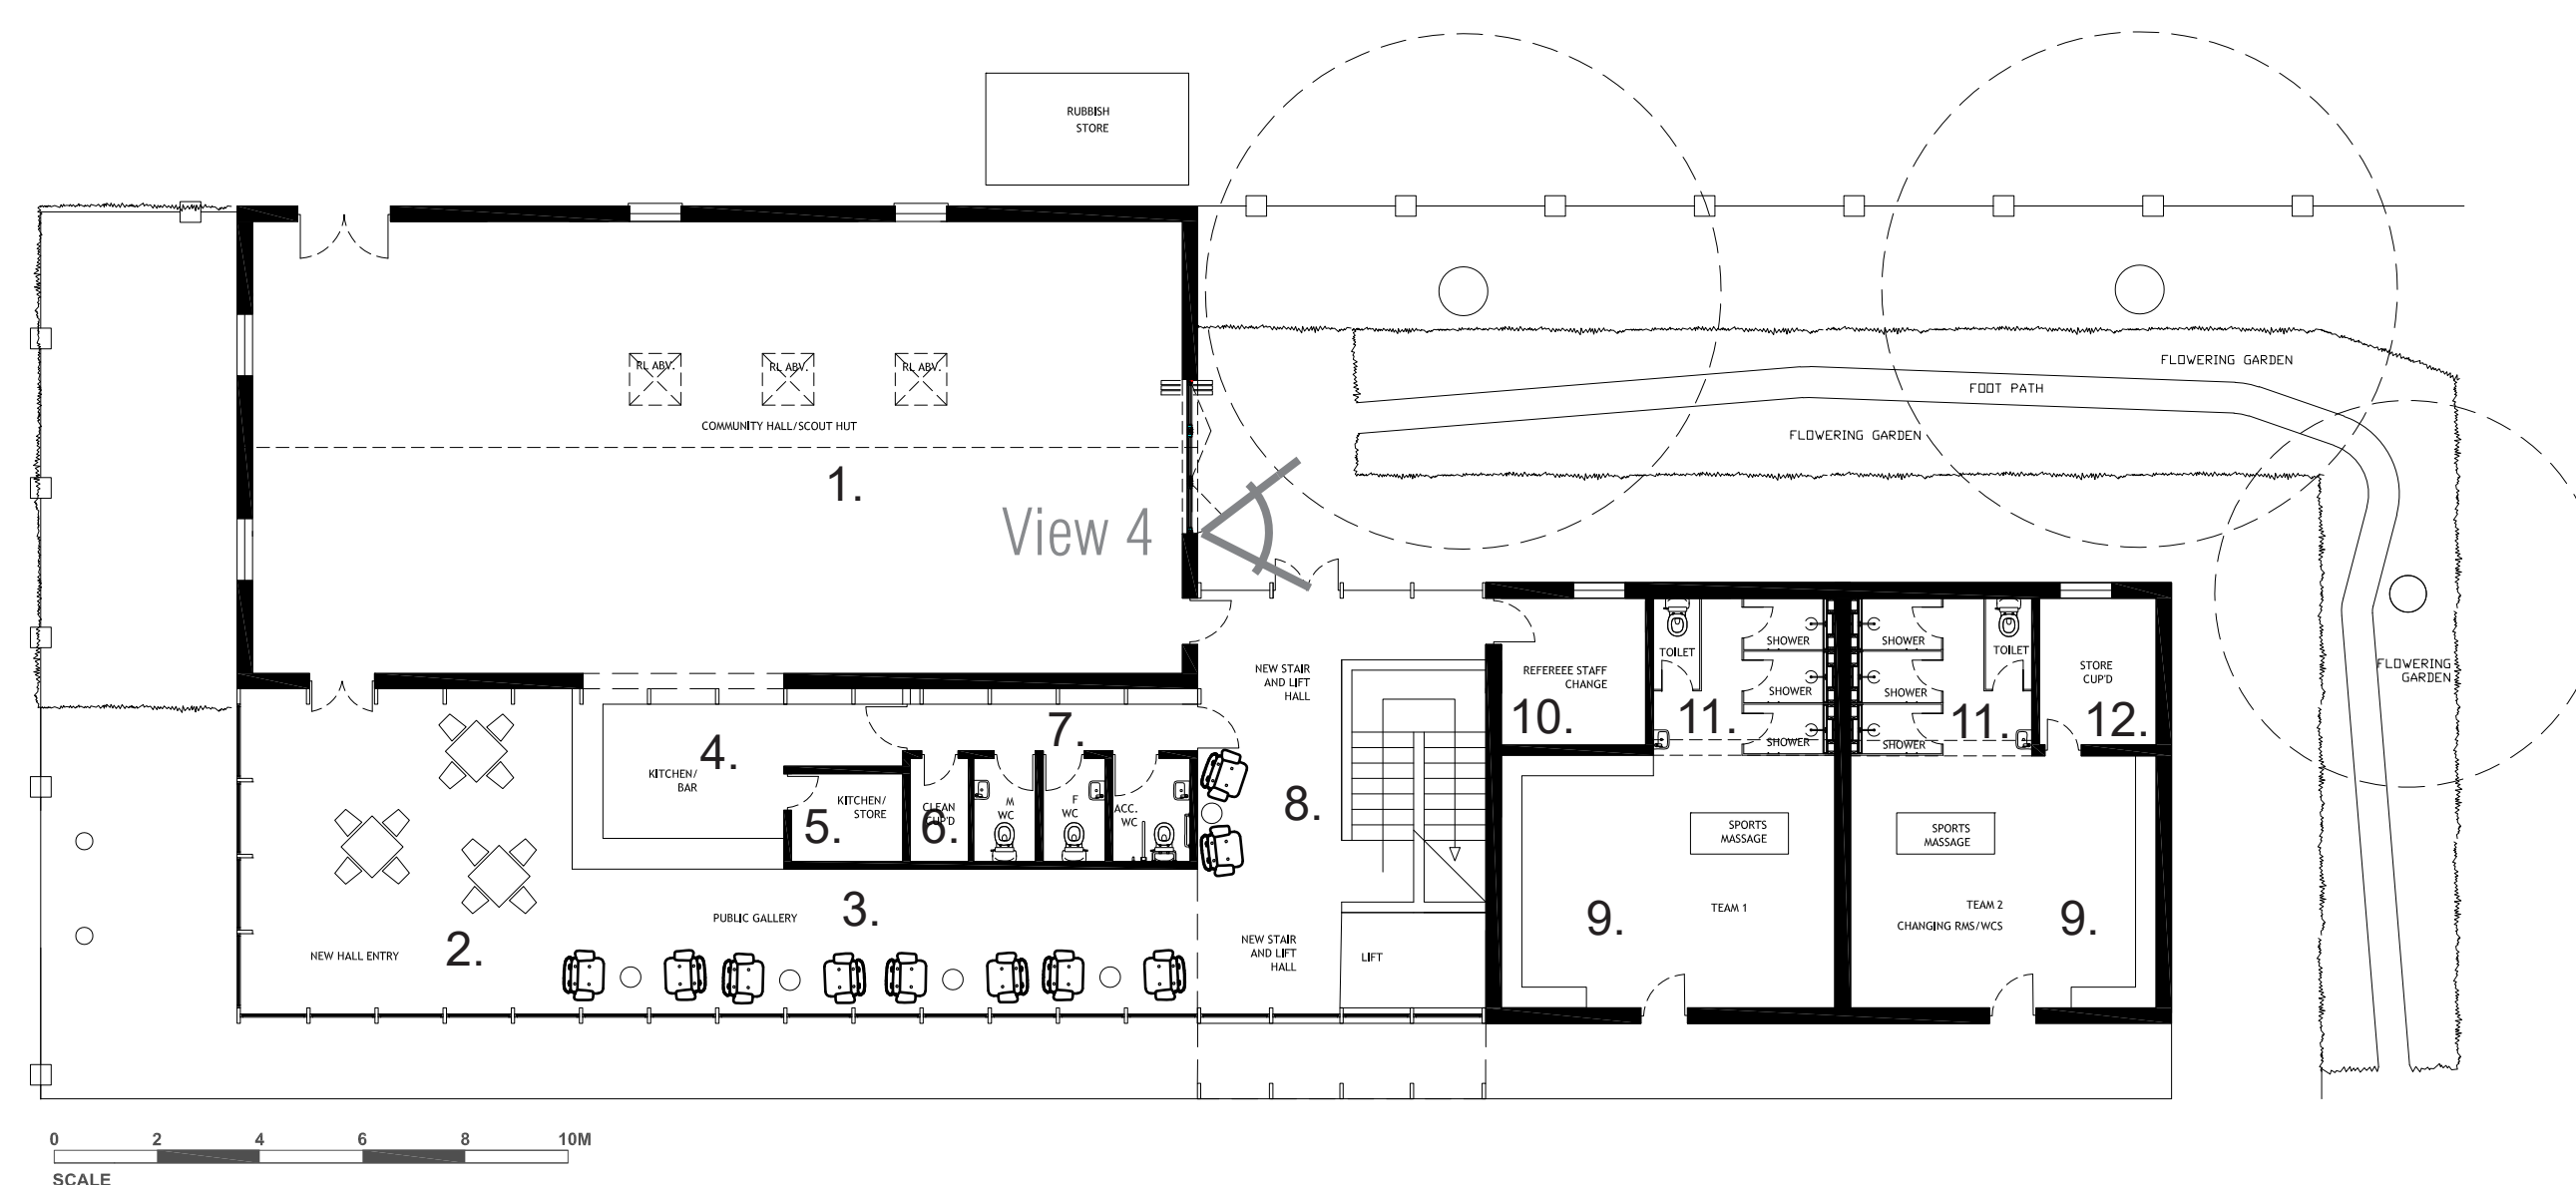 RUBBISH
STORE
RL ABV.
RL ABV.
RL ABV.
COMMUNITY HALL/SCOUT HUT
1.
View 4
FLOWERING GARDEN
FOOT PATH
FLOWERING GARDEN
FLOWERING
GARDEN
NEW STAIR
AND LIFT
HALL
REFEREEE STAFF
CHANGE
10.
TOILET
SHOWER
SHOWER
SHOWER
11.
SHOWER
SHOWER
SHOWER
TOILET
11.
STORE
CUP'D
12.
7.
4.
KITCHEN/
BAR
KITCHEN/
STORE
5.
CLEAN
CUP'D
6.
M
WC
F
WC
ACC.
WC
8.
SPORTS
MASSAGE
SPORTS
MASSAGE
PUBLIC GALLERY
3.
TEAM 1
9.
TEAM 2
CHANGING RMS/WCS
9.
NEW HALL ENTRY
2.
NEW STAIR
AND LIFT
HALL
LIFT
0 2 4 6 8 10M
SCALE